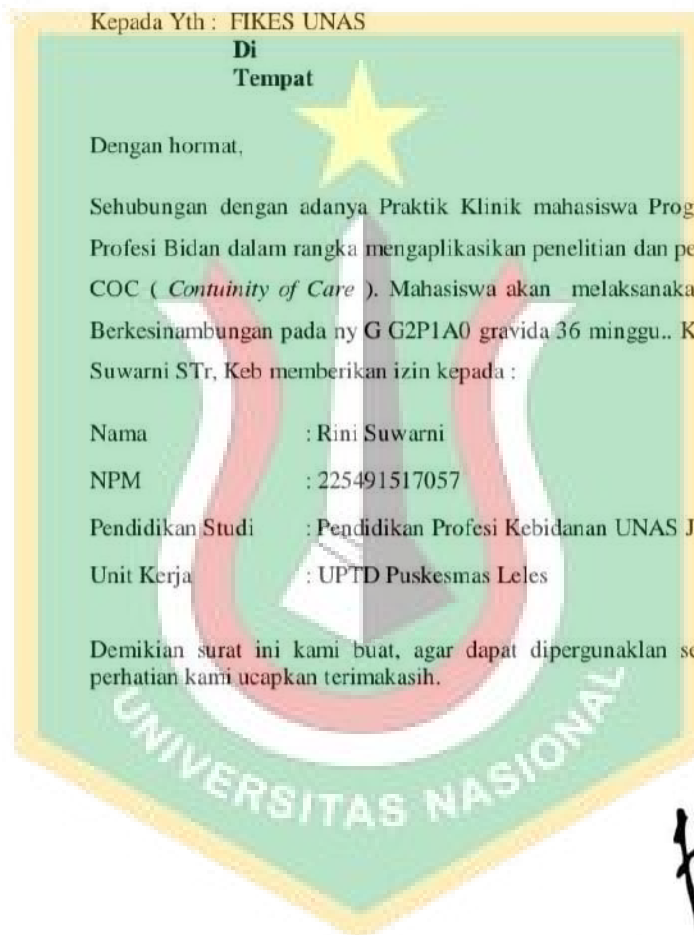 Kepada Yth : FIKES UNAS
Di
Tempat
Dengan hormat,
Sehubungan dengan adanya Praktik Klinik mahasiswa Prog
Profesi Bidan dalam rangka mengaplikasikan penelitian dan pe
COC ( Contuinity of Care ). Mahasiswa akan melaksanaka
Berkesinambungan pada ny G G2P1A0 gravida 36 minggu.. K
Suwarni STr, Keb memberikan izin kepada :
Nama : Rini Suwarni
NPM : 225491517057
Pendidikan Studi : Pendidikan Profesi Kebidanan UNAS J
Unit Kerja : UPTD Puskesmas Leles
Demikian surat ini kami buat, agar dapat dipergunaklan se
perhatian kami ucapkan terimakasih.
UNIVERSITAS NASIONAL